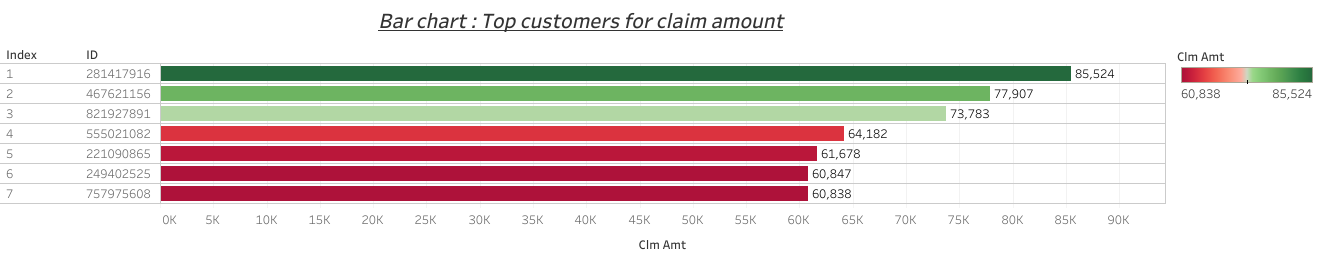 Bar chart : Top customers for claim amount
Index ID
Clm Amt
1 281417916 85,524
2 467621156 77,907
60,838 85,524
3 821927891 73,783
4 555021082 64,182
5 221090865 61,678
6 249402525 60,847
7 757975608 60,838
0K 5K 10K 15K 20K 25K 30K 35K 40K 45K 50K 55K 60K 65K 70K 75K 80K 85K 90K
Clm Amt